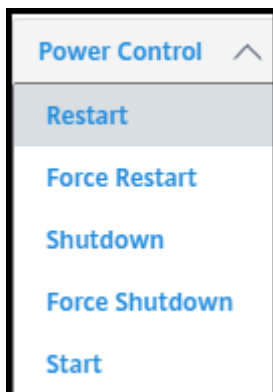 Power Control
Restart
Force Restart
Shutdown
Force Shutdown
Start